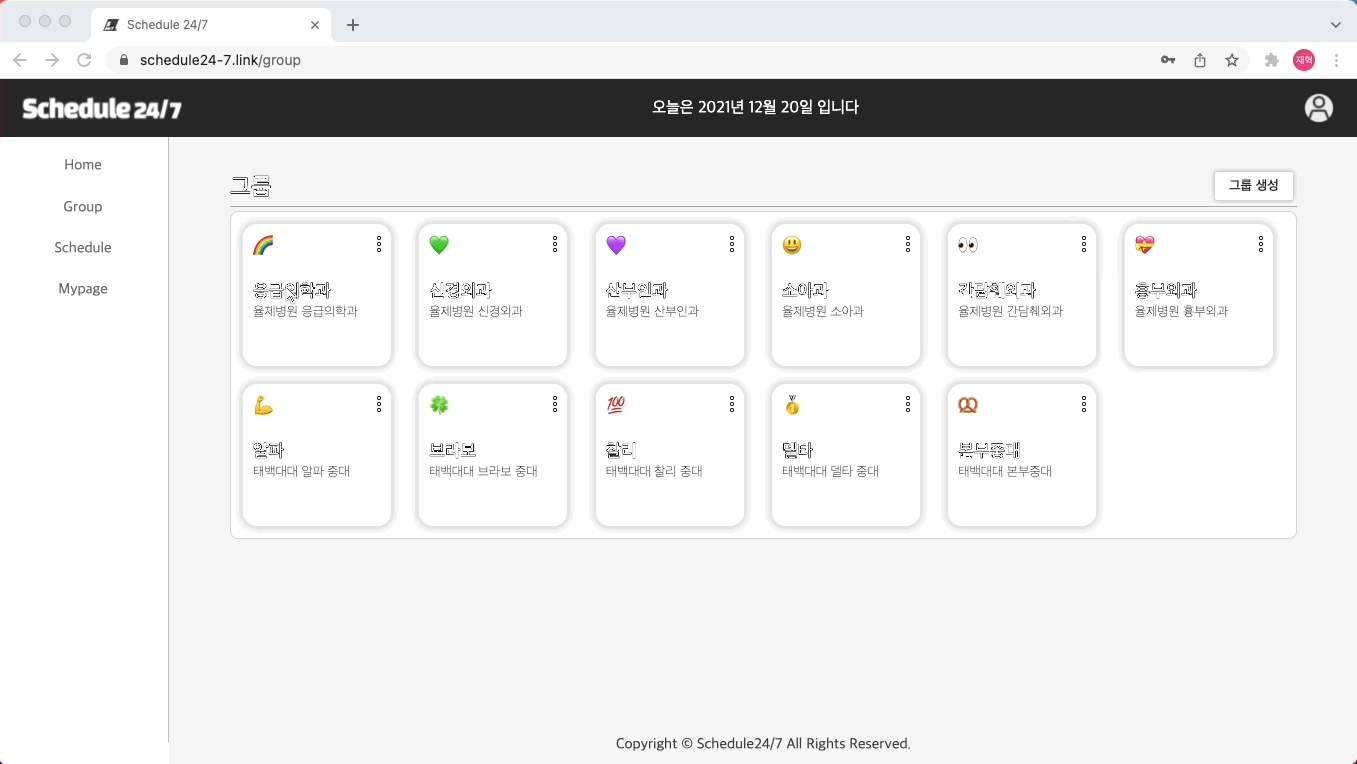 Schedule 24/7
schedule24-7.link/group
재혁
Schedule 24/7
오늘은 2021년 12월 20일 입니다
Home
Group
Schedule
Mypage
그룹
그룹 생성
응급의학과
율제병원 응급의학과
신경외과
율제병원 신경외과
산부인과
율제병원 산부인과
소아과
율제병원 소아과
간담췌외과
율제병원 간담췌외과
흉부외과
율제병원 흉부외과
알파
태백대대 알파 중대
브라보
태백대대 브라보 중대
찰리
태백대대 찰리 중대
델타
태백대대 델타 중대
본부중대
태백대대 본부중대
Copyright © Schedule24/7 All Rights Reserved.